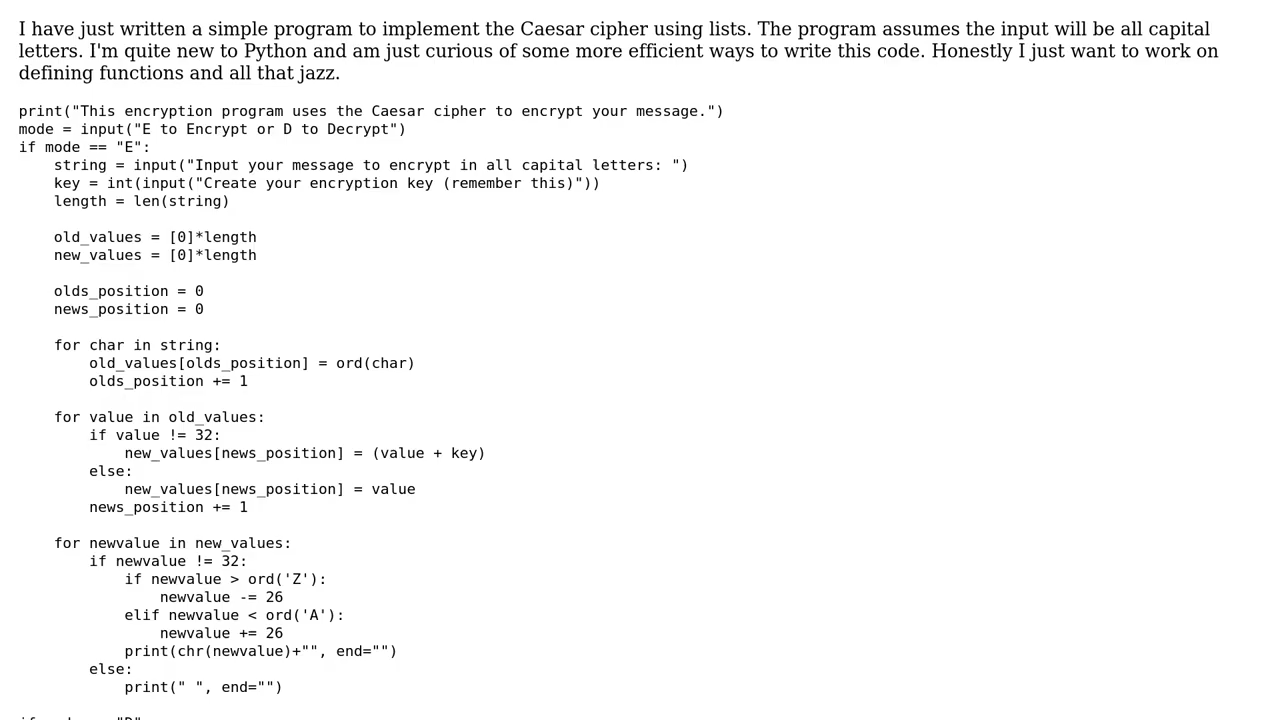 I have just written a simple program to implement the Caesar cipher using lists. The program assumes the input will be all capital
letters. I'm quite new to Python and am just curious of some more efficient ways to write this code. Honestly I just want to work on
defining functions and all that jazz.
print("This encryption program uses the Caesar cipher to encrypt your message.")
mode = input("E to Encrypt or D to Decrypt")
if mode == "E":
    string = input("Input your message to encrypt in all capital letters: ")
    key = int(input("Create your encryption key (remember this)"))
    length = len(string)

    old_values = [0]*length
    new_values = [0]*length

    olds_position = 0
    news_position = 0

    for char in string:
        old_values[olds_position] = ord(char)
        olds_position += 1

    for value in old_values:
        if value != 32:
            new_values[news_position] = (value + key)
        else:
            new_values[news_position] = value
        news_position += 1

    for newvalue in new_values:
        if newvalue != 32:
            if newvalue > ord('Z'):
                newvalue -= 26
            elif newvalue < ord('A'):
                newvalue += 26
            print(chr(newvalue)+"", end="")
        else:
            print(" ", end="")